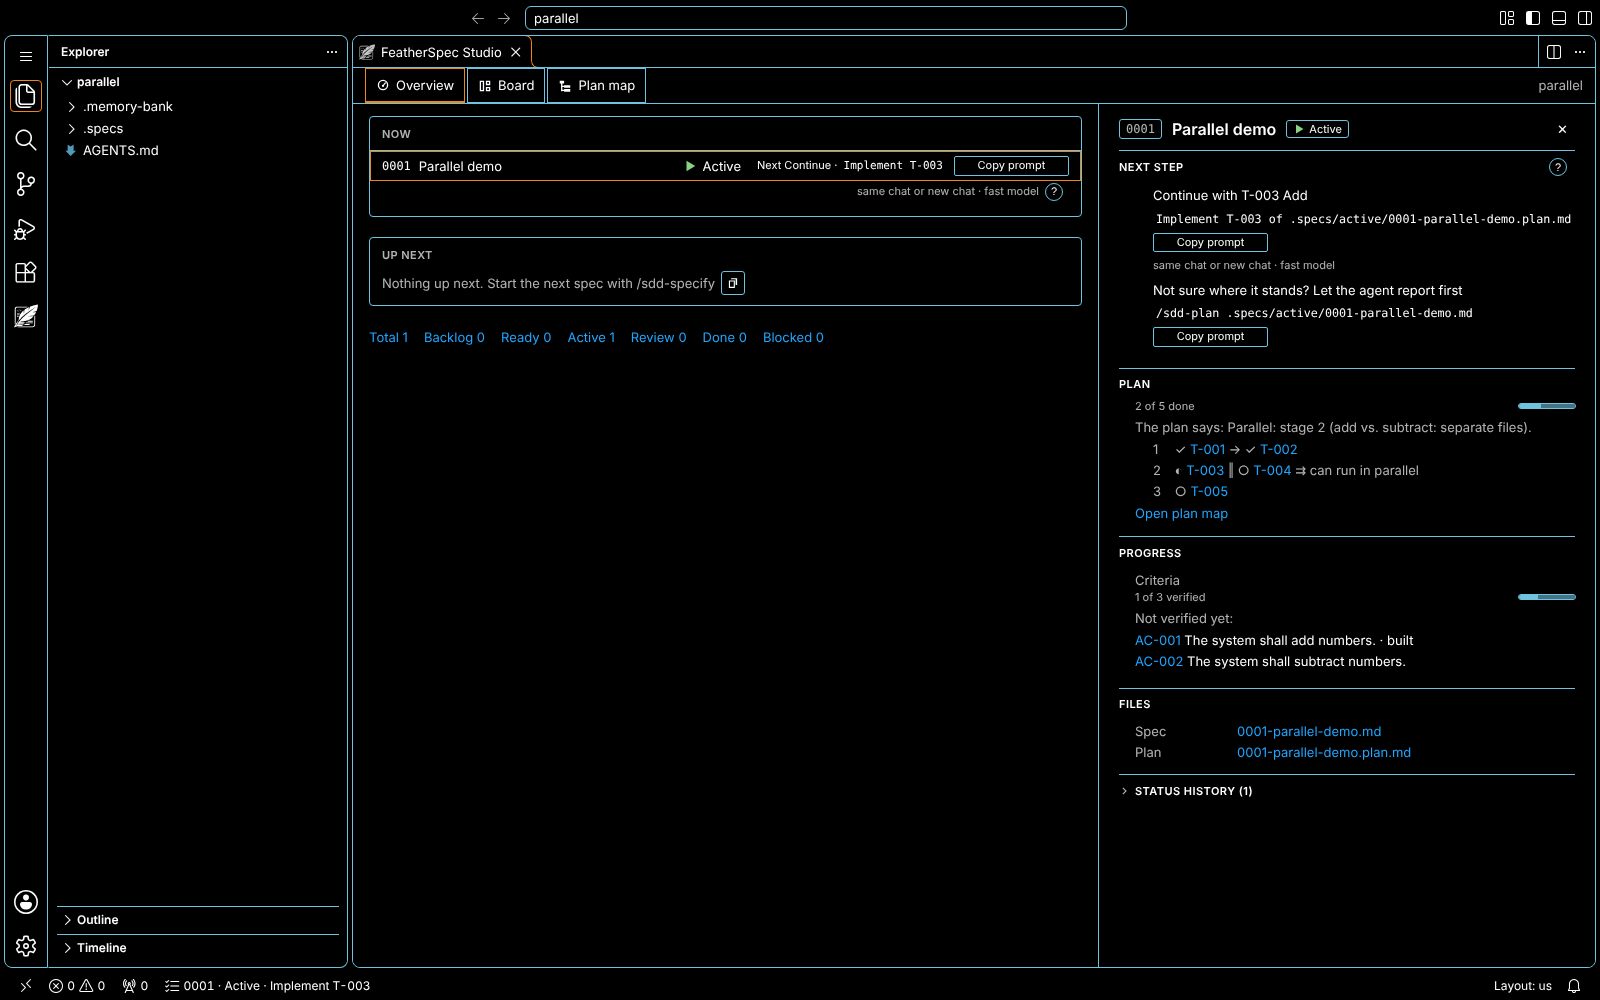 parallel
Explorer
FeatherSpec Studio
parallel
.memory-bank
.specs
AGENTS.md
Outline
Timeline
Overview
Board
Plan map
parallel
NOW
0001 Parallel demo
Active
Next Continue · Implement T-003
Copy prompt
same chat or new chat · fast model
?
UP NEXT
Nothing up next. Start the next spec with /sdd-specify
Total 1 Backlog 0 Ready 0 Active 1 Review 0 Done 0 Blocked 0
0001 Parallel demo Active
NEXT STEP
?
Continue with T-003 Add
Implement T-003 of .specs/active/0001-parallel-demo.plan.md
Copy prompt
same chat or new chat · fast model
Not sure where it stands? Let the agent report first
/sdd-plan .specs/active/0001-parallel-demo.md
Copy prompt
PLAN
2 of 5 done
The plan says: Parallel: stage 2 (add vs. subtract: separate files).
1 ✓ T-001 → ✓ T-002
2 T-003 ‖ ○ T-004 ⇉ can run in parallel
3 ○ T-005
Open plan map
PROGRESS
Criteria
1 of 3 verified
Not verified yet:
AC-001 The system shall add numbers. · built
AC-002 The system shall subtract numbers.
FILES
Spec 0001-parallel-demo.md
Plan 0001-parallel-demo.plan.md
STATUS HISTORY (1)
0 0 0 0001 · Active · Implement T-003
Layout: us